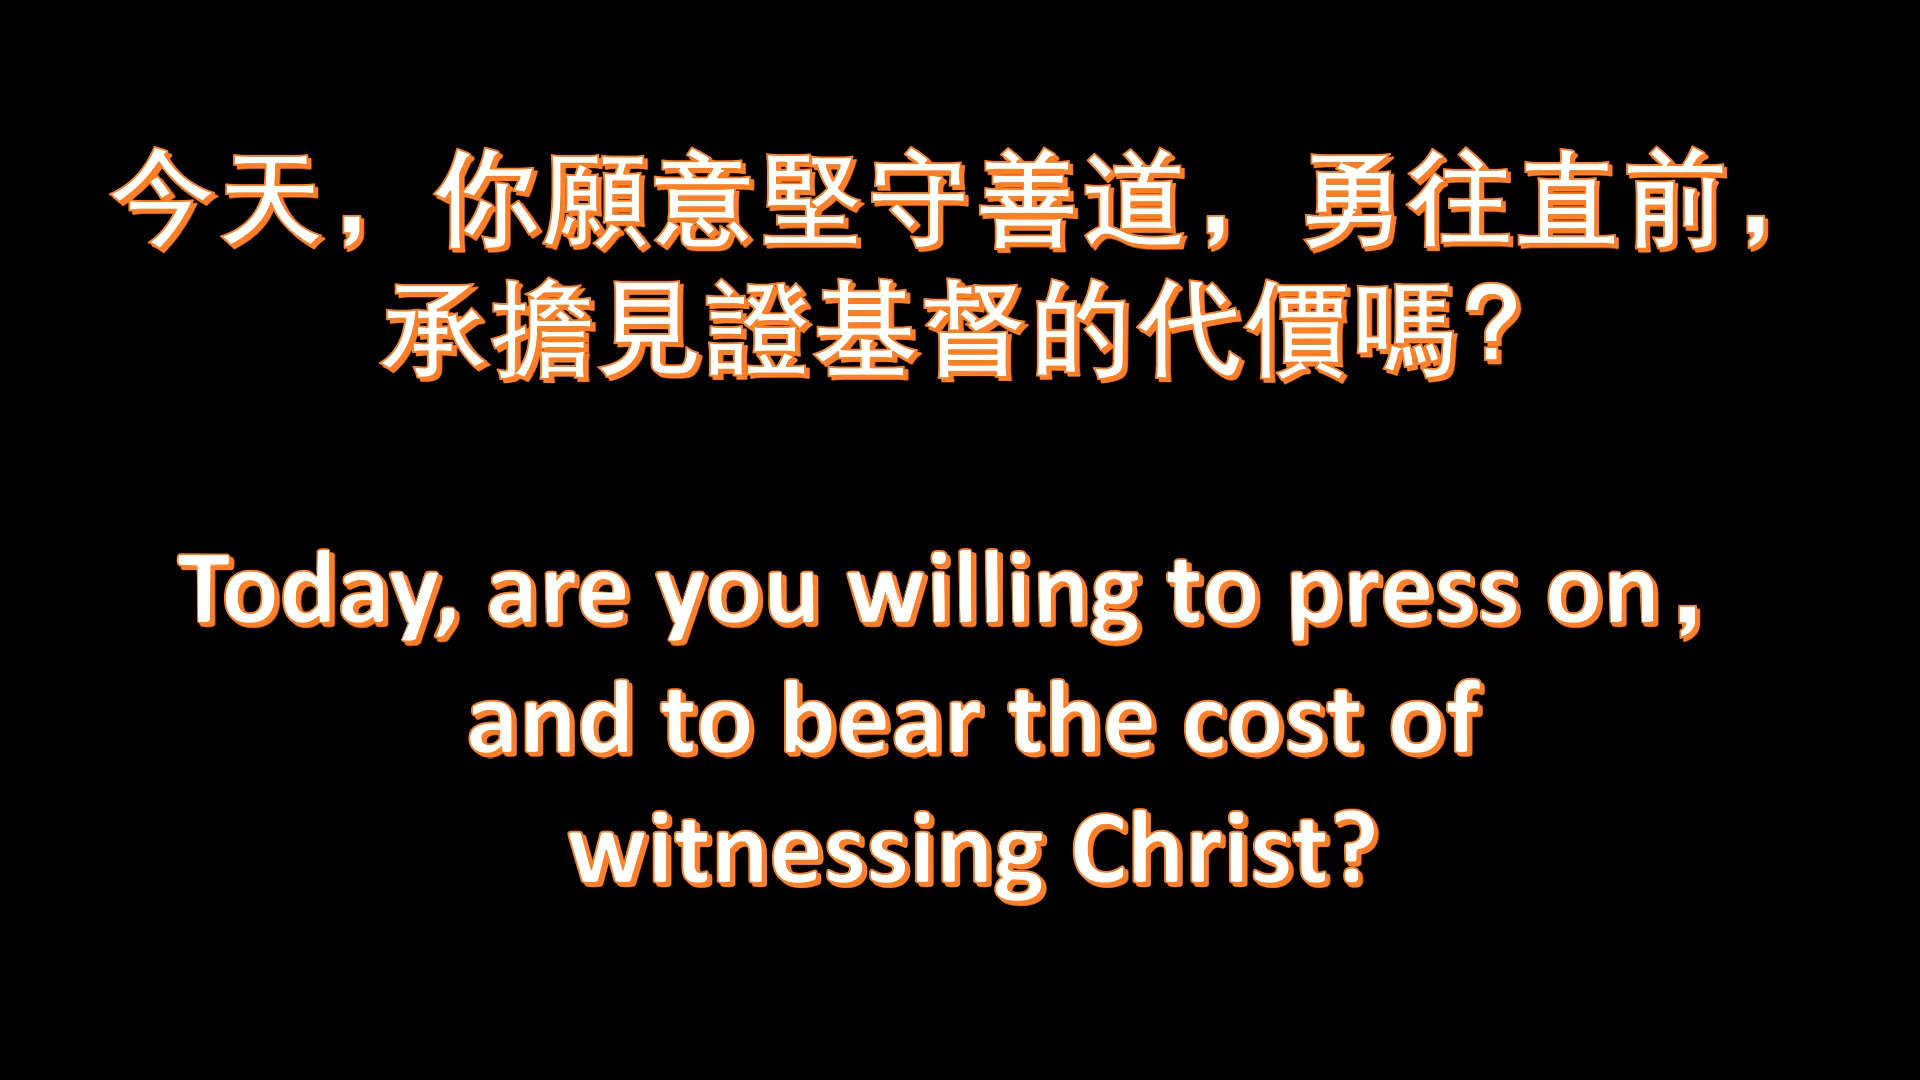 今天，你願意堅守善道，勇往直前，
承擔見證基督的代價嗎？
Today, are you willing to press on，
and to bear the cost of
witnessing Christ?